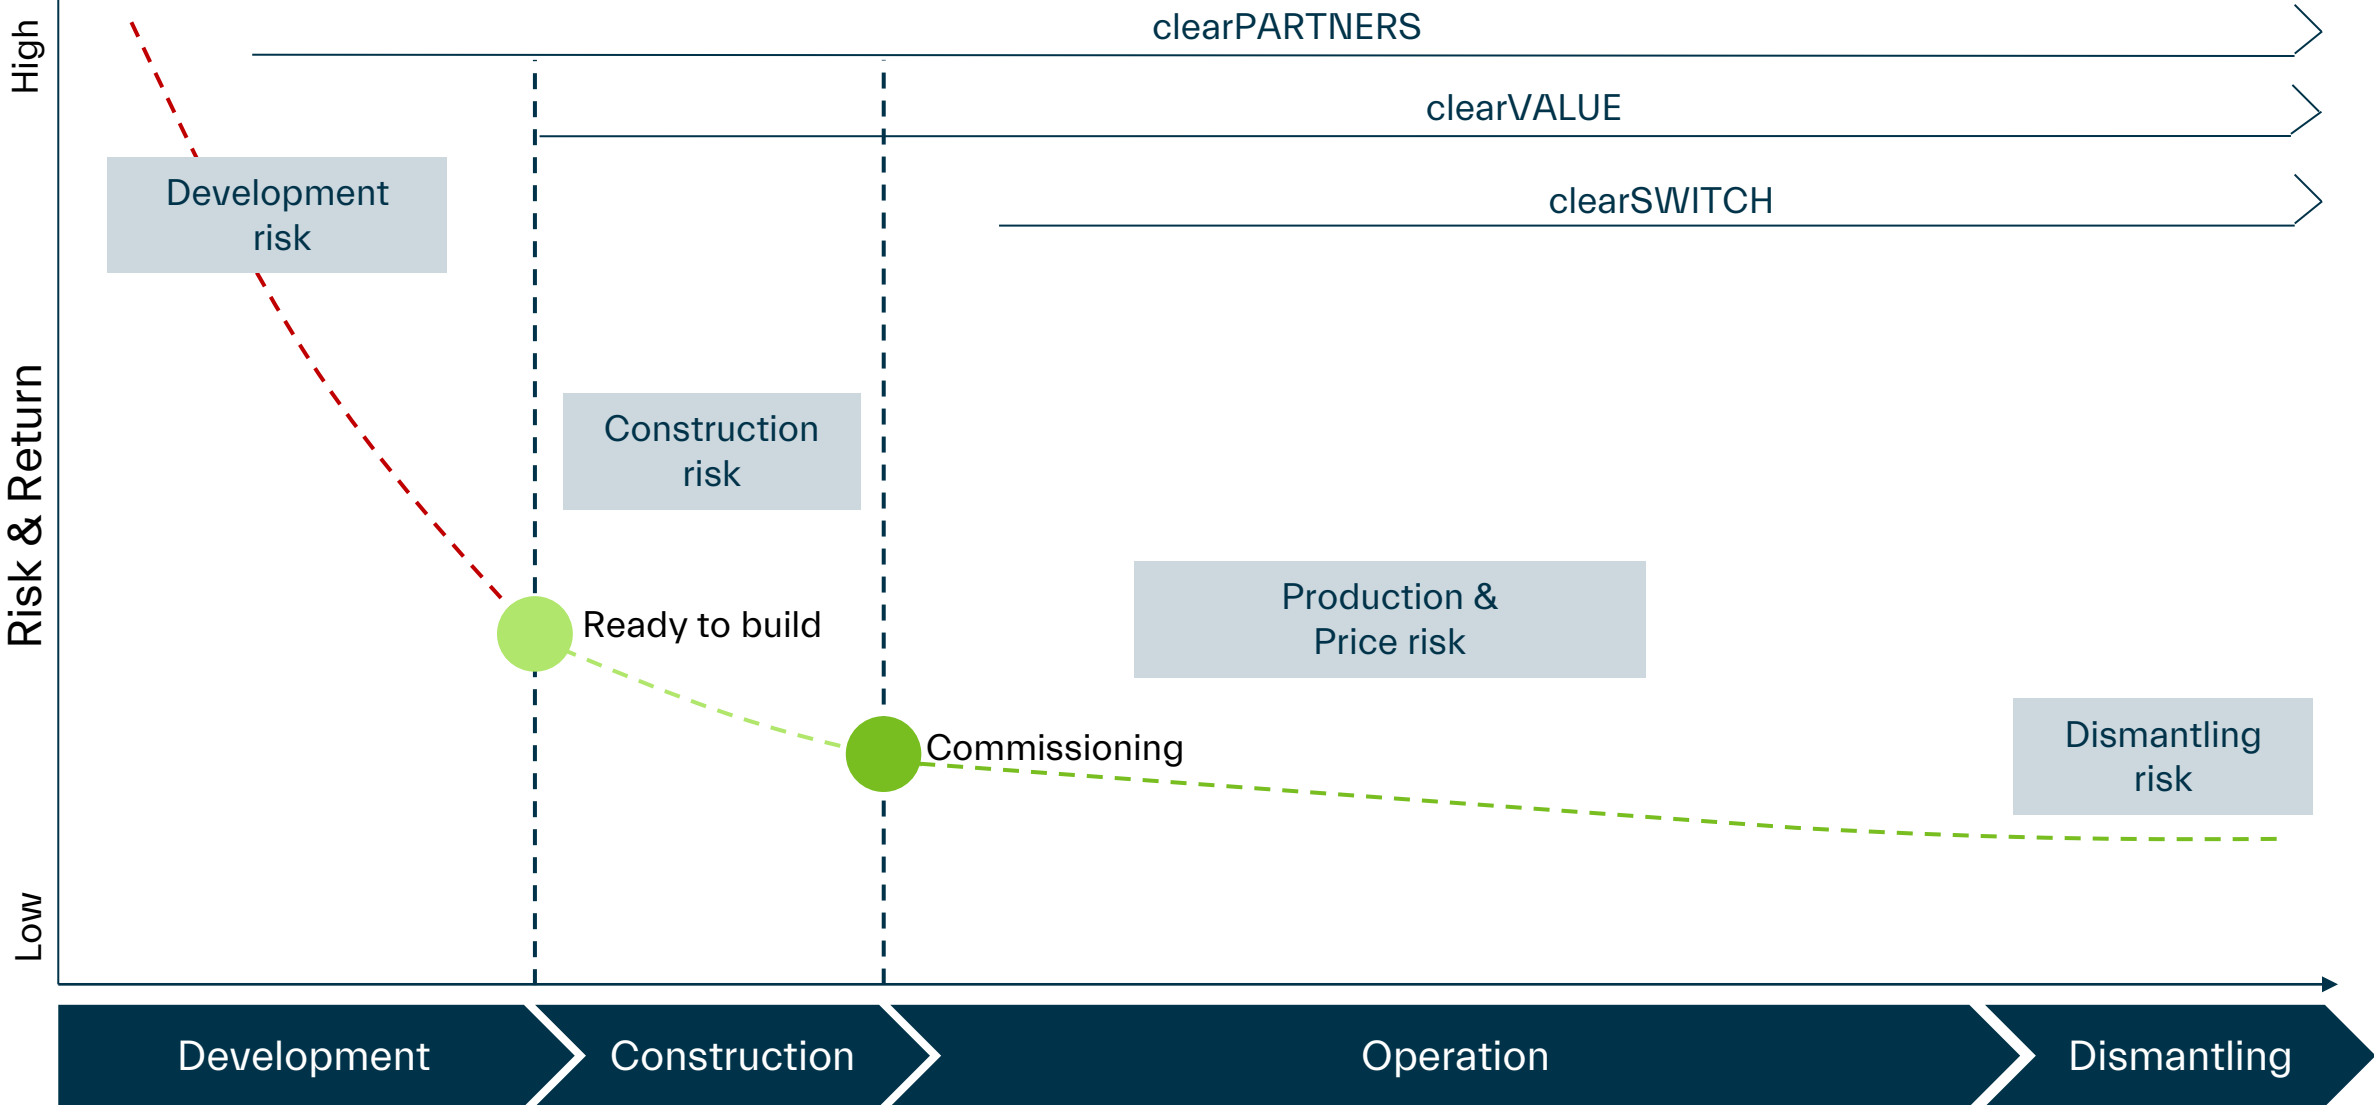 High
clearPARTNERS
clearVALUE
clearSWITCH
Development
risk
Construction
risk
Risk & Return
Ready to build
Production &
Price risk
Commissioning
Dismantling
risk
Low
Development
Construction
Operation
Dismantling